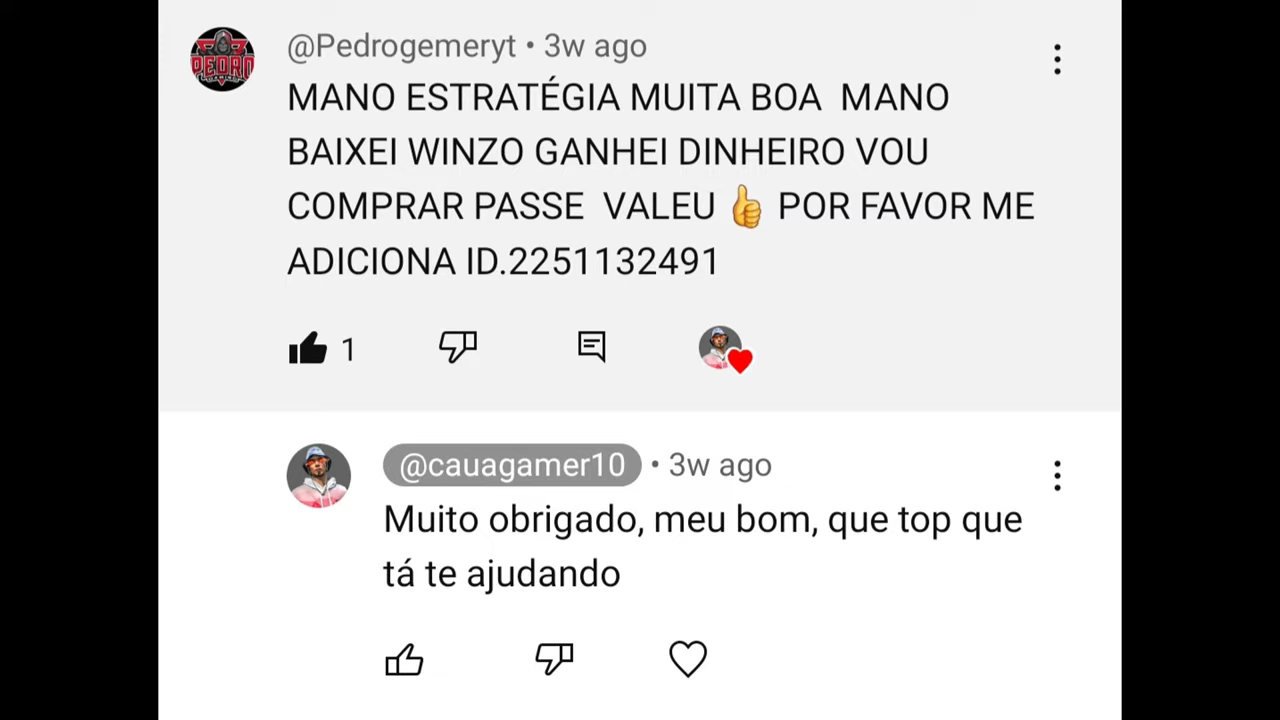 @Pedrogemeryt • 3w ago
PEDRO
MANO ESTRATÉGIA MUITA BOA MANO
BAIXEI WINZO GANHEI DINHEIRO VOU
COMPRAR PASSE VALEU 👍 POR FAVOR ME
ADICIONA ID.2251132491
1
@cauagamer10 • 3w ago
Muito obrigado, meu bom, que top que
tá te ajudando